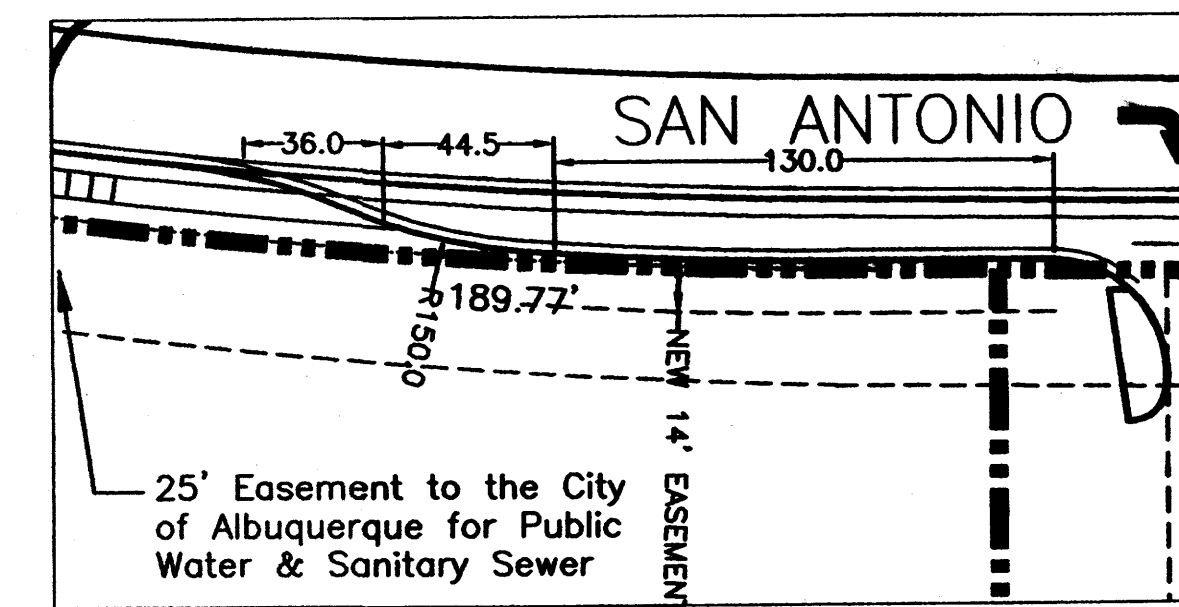 SAN ANTONIO
36.0
44.5
130.0
189.77'
R150.0
NEW 14' EASEMEN
25' Easement to the City
of Albuquerque for Public
Water & Sanitary Sewer